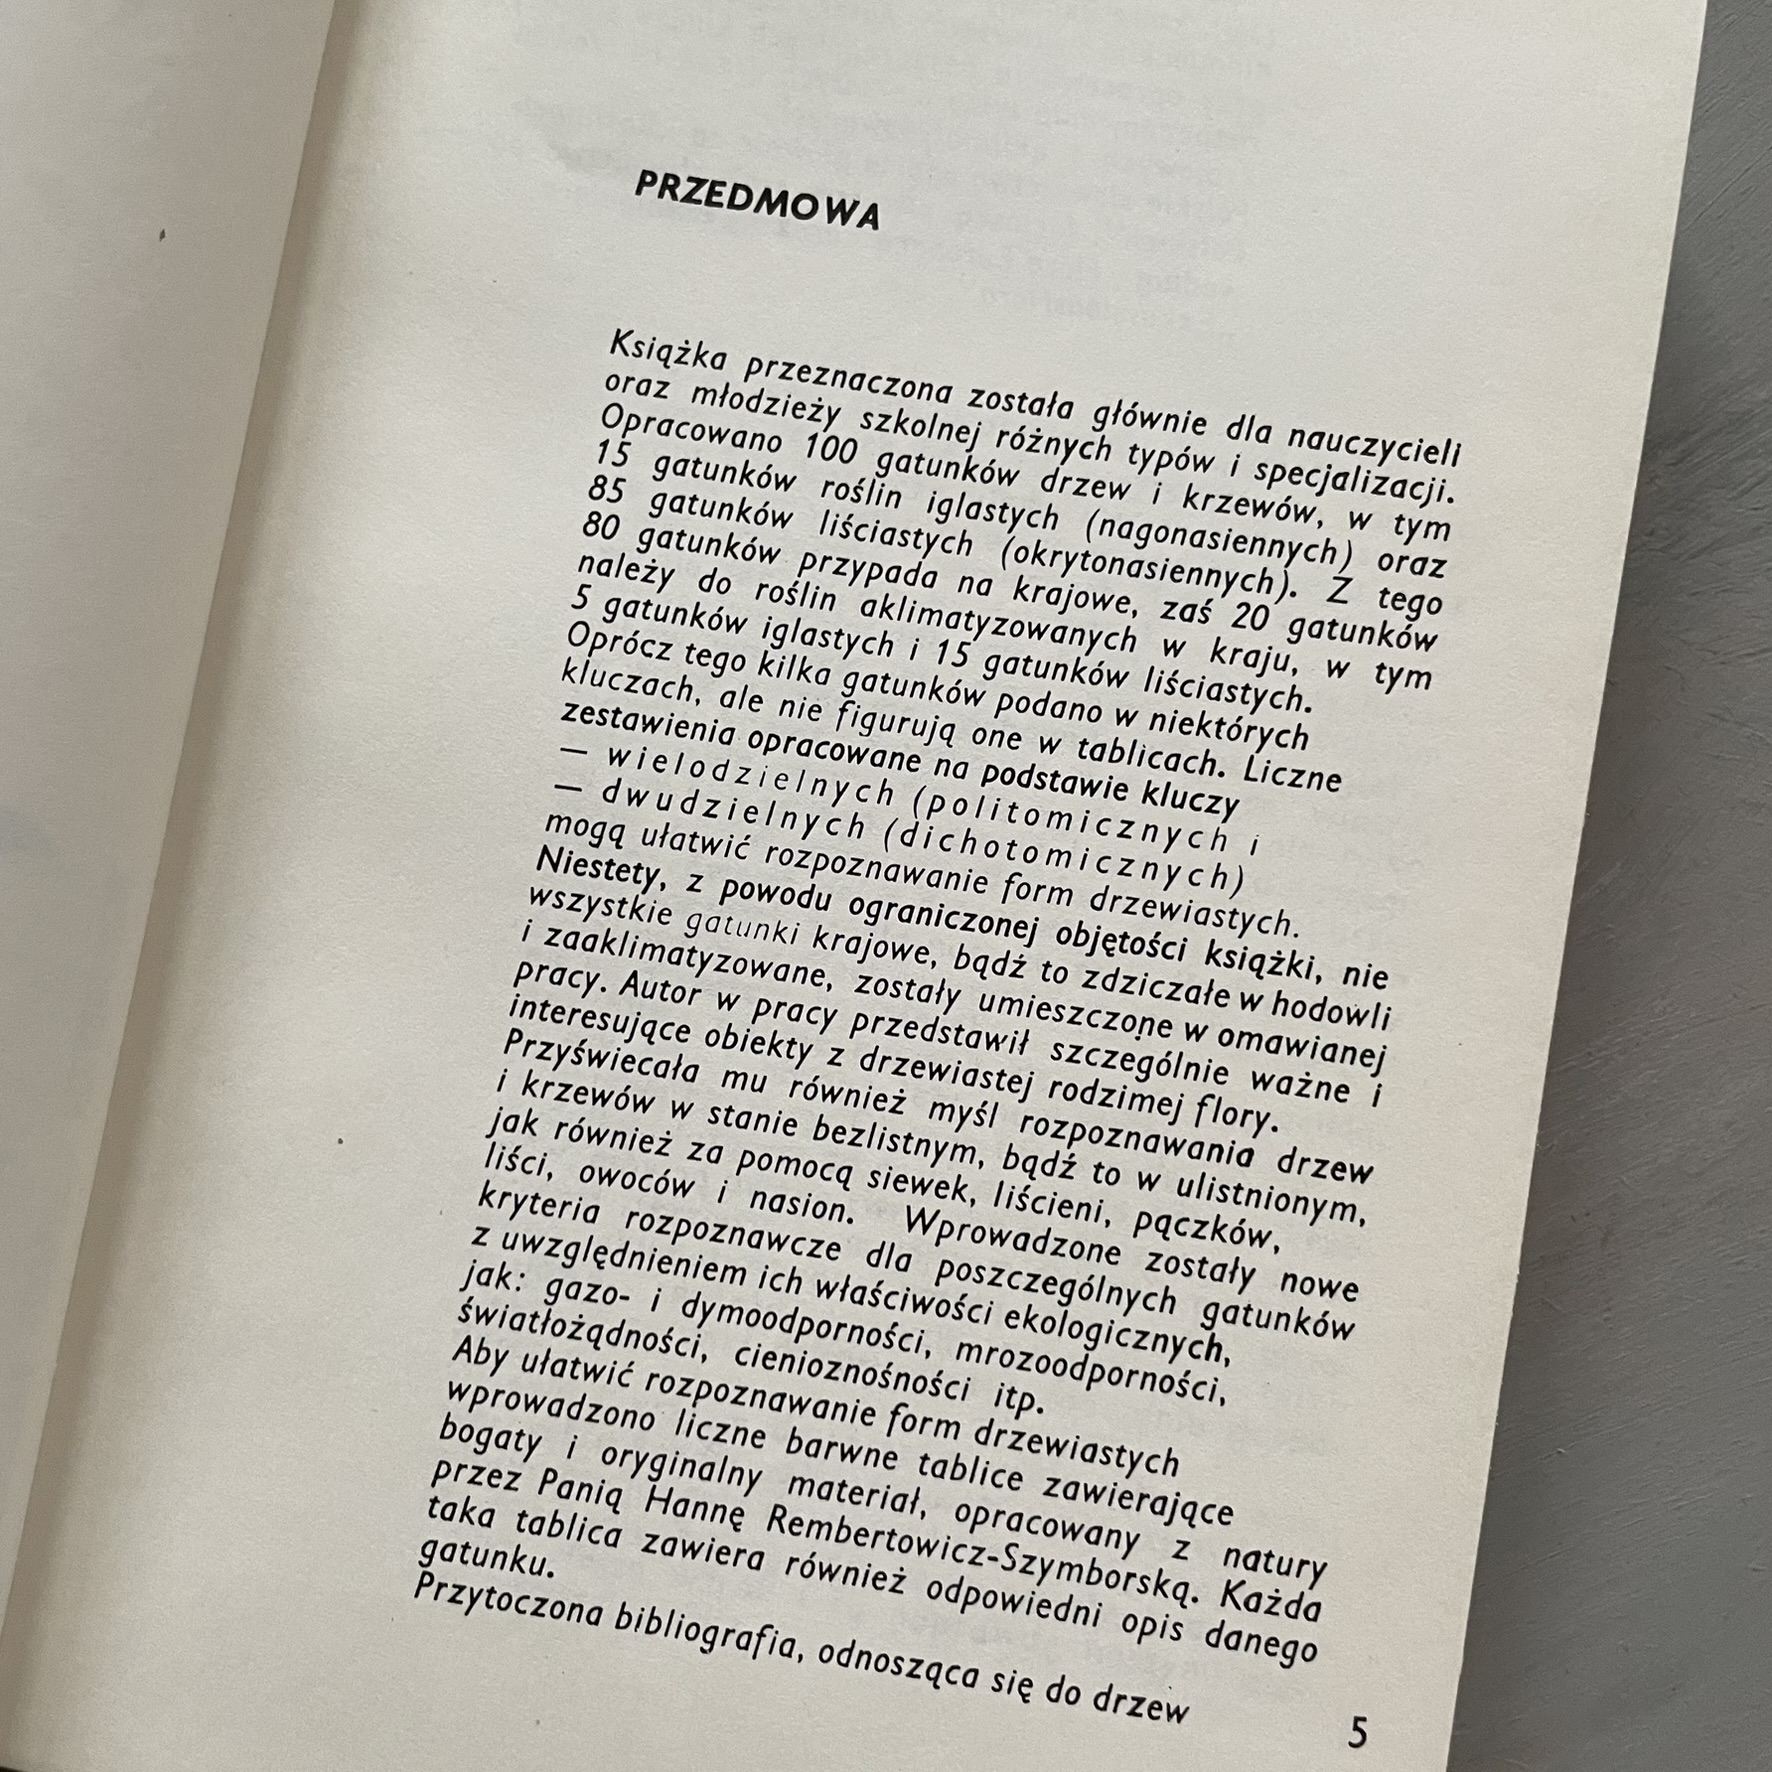 PRZEDMOWA
Książka przeznaczona została głównie dla nauczycieli
oraz młodzieży szkolnej różnych typów i specjalizacji.
Opracowano 100 gatunków drzew i krzewów, w tym
15 gatunków roślin iglastych (nagonasiennych) oraz
85 gatunków liściastych (okrytonasiennych). Z tego
80 gatunków przypada na krajowe, zaś 20 gatunków
należy do roślin aklimatyzowanych w kraju, w tym
5 gatunków iglastych i 15 gatunków liściastych.
Oprócz tego kilka gatunków podano w niektórych
kluczach, ale nie figurują one w tablicach. Liczne
zestawienia opracowane na podstawie kluczy
— wielodzielnych (politomicznych i
— dwudzielnych (dichotomicznych)
mogą ułatwić rozpoznawanie form drzewiastych.
Niestety, z powodu ograniczonej objętości książki, nie
wszystkie gatunki krajowe, bądź to zdziczałe w hodowli
i zaaklimatyzowane, zostały umieszczone w omawianej
pracy. Autor w pracy przedstawił szczególnie ważne i
interesujące obiekty z drzewiastej rodzimej flory.
Przyświecała mu również myśl rozpoznawania drzew
i krzewów w stanie bezlistnym, bądź to w ulistnionym,
jak również za pomocą siewek, liścieni, pączków,
liści, owoców i nasion. Wprowadzone zostały nowe
kryteria rozpoznawcze dla poszczególnych gatunków
z uwzględnieniem ich właściwości ekologicznych,
jak: gazo- i dymoodporności, mrozoodporności,
światłożądności, cienioznośności itp.
Aby ułatwić rozpoznawanie form drzewiastych
wprowadzono liczne barwne tablice zawierające
bogaty i oryginalny materiał, opracowany z natury
przez Panią Hannę Rembertowicz-Szymborską. Każda
taka tablica zawiera również odpowiedni opis danego
gatunku.
Przytoczona bibliografia, odnosząca się do drzew
5